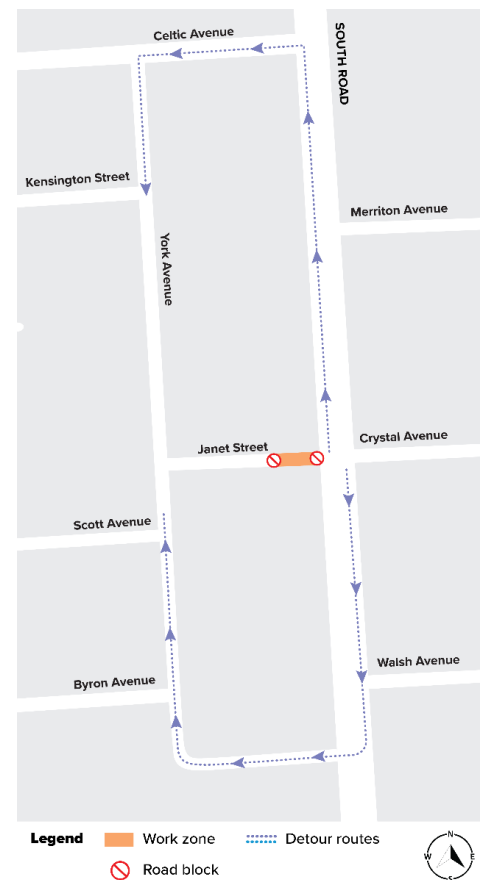 Celtic Avenue
SOUTH ROAD
Kensington Street
Merriton Avenue
York Avenue
Janet Street
Crystal Avenue
Scott Avenue
Walsh Avenue
Byron Avenue
Legend
Work zone
Detour routes
Road block
N
W
E
S